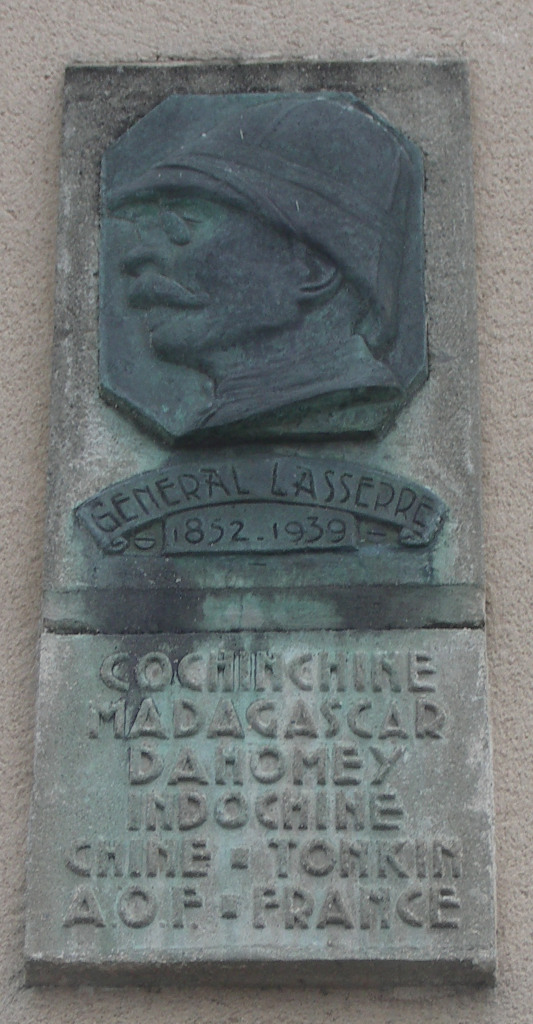 GENERAL LASSERRE
1852-1939
COCHINCHINE
MADAGASCAR
DAHOMEY
INDOCHINE
CHINE - TONKIN
A.O.F. - FRANCE